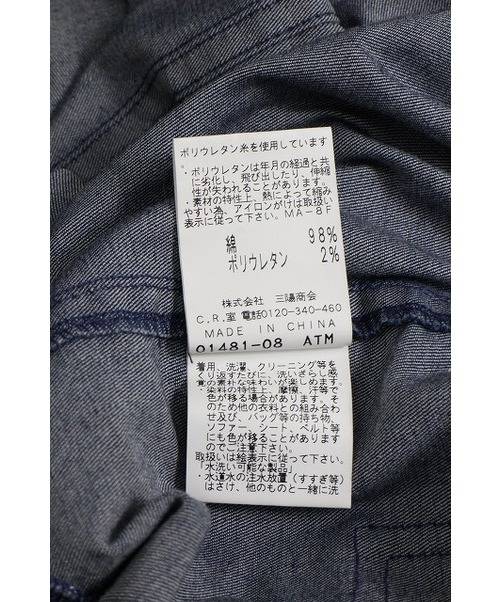 ポリウレタン糸を使用しています
・ポリウレタンは年月の経過と共
に劣化し、飛び出したり、伸縮
性が失われることがあります。
・素材の特性上、熱によって縮み
やすい為、アイロンがけは取扱い
表示に従って下さい。MA-8F
綿 98%
ポリウレタン 2%
株式会社 三陽商会
C.R.室 電話0120-340-460
MADE IN CHINA
01481-08 ATM
着用、洗濯、クリーニング等を
くり返すたびに、洗いざらし感
覚の素朴な味わいが楽しめます。
染料の特性上、摩擦、汗等で
色が移る場合があります。そ
のため他の衣料との組み合わ
せ及び、バッグ等の持ち物、
ソファー、シート、ベルト等
にも色が移ることがあります
のでご注意下さい。
取扱いは絵表示に従って下さい。
「水洗い可能な製品」
・水道水の注水放置(すすぎ等)
はさけ、他のものと一緒に洗